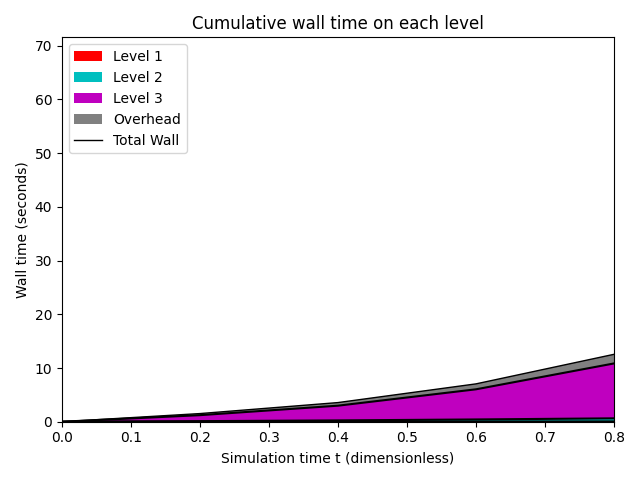 Cumulative wall time on each level
70
60
50
40
30
20
10
0
Wall time (seconds)
Level 1
Level 2
Level 3
Overhead
Total Wall
0.0 0.1 0.2 0.3 0.4 0.5 0.6 0.7 0.8
Simulation time t (dimensionless)